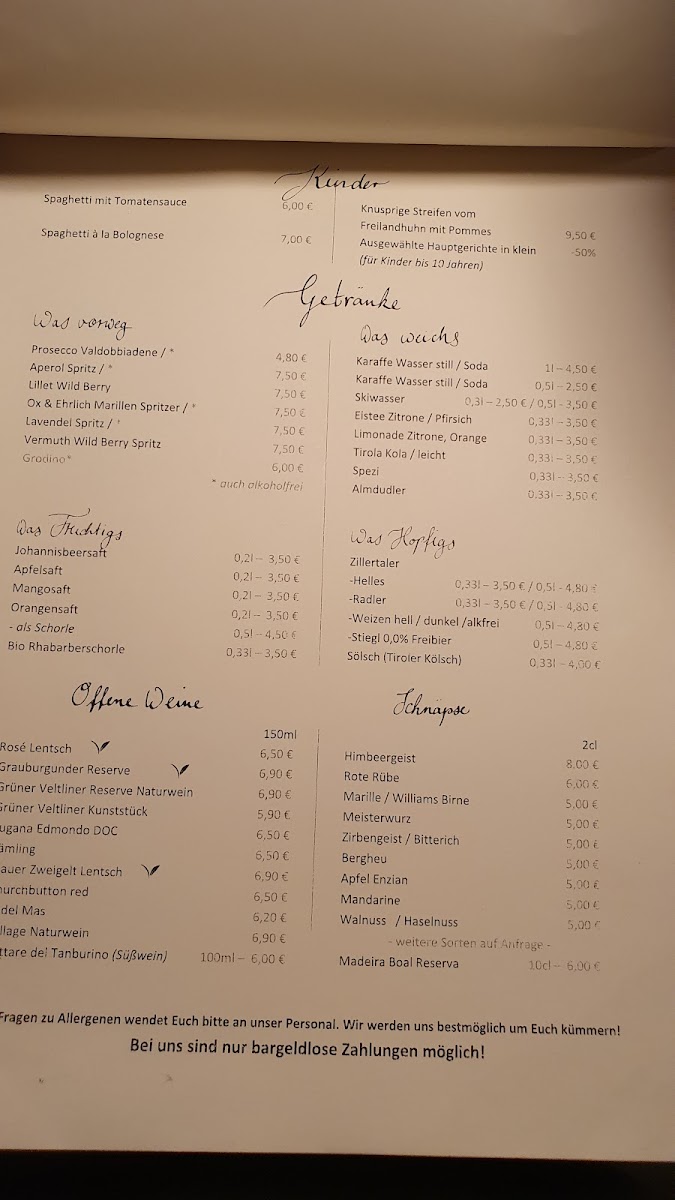 Kinder
Spaghetti mit Tomatensauce 6,00 €
Spaghetti à la Bolognese 7,00 €
Knusprige Streifen vom
Freilandhuhn mit Pommes 9,50 €
Ausgewählte Hauptgerichte in klein -50%
(für Kinder bis 10 Jahren)
Getränke
Was vorweg
Prosecco Valdobbiadene / * 4,80 €
Aperol Spritz / * 7,50 €
Lillet Wild Berry 7,50 €
Ox & Ehrlich Marillen Spritzer / * 7,50 €
Lavendel Spritz / * 7,50 €
Vermuth Wild Berry Spritz 7,50 €
Gradino* 6,00 €
* auch alkoholfrei
Was weichs
Karaffe Wasser still / Soda 1l – 4,50 €
Karaffe Wasser still / Soda 0,5l – 2,50 €
Skiwasser 0,3l – 2,50 € / 0,5l - 3,50 €
Eistee Zitrone / Pfirsich 0,33l – 3,50 €
Limonade Zitrone, Orange 0,33l – 3,50 €
Tirola Kola / leicht 0,33l – 3,50 €
Spezi 0,33l – 3,50 €
Almdudler 0,33l – 3,50 €
Was Fruchtigs
Johannisbeersaft 0,2l – 3,50 €
Apfelsaft 0,2l – 3,50 €
Mangosaft 0,2l – 3,50 €
Orangensaft 0,2l – 3,50 €
- als Schorle 0,5l – 4,50 €
Bio Rhabarberschorle 0,33l – 3,50 €
Was Hopfigs
Zillertaler
-Helles 0,33l – 3,50 € / 0,5l - 4,80 €
-Radler 0,33l – 3,50 € / 0,5l - 4,80 €
-Weizen hell / dunkel /alkfrei 0,5l – 4,80 €
-Stiegl 0,0% Freibier 0,5l – 4,80 €
Sölsch (Tiroler Kölsch) 0,33l – 4,00 €
Offene Weine
150ml
Rosé Lentsch 6,50 €
Grauburgunder Reserve 6,90 €
Grüner Veltliner Reserve Naturwein 6,90 €
Grüner Veltliner Kunststück 5,90 €
ugana Edmondo DOC 6,50 €
ämling 6,50 €
auer Zweigelt Lentsch 6,90 €
urchbutton red 6,50 €
del Mas 6,20 €
llage Naturwein 6,90 €
ttare del Tanburino (Süßwein) 100ml – 6,00 €
Schnäpse
2cl
Himbeergeist 8,00 €
Rote Rübe 6,00 €
Marille / Williams Birne 5,00 €
Meisterwurz 5,00 €
Zirbengeist / Bitterich 5,00 €
Bergheu 5,00 €
Apfel Enzian 5,00 €
Mandarine 5,00 €
Walnuss / Haselnuss 5,00 €
- weitere Sorten auf Anfrage -
Madeira Boal Reserva 10cl – 6,00 €
Fragen zu Allergenen wendet Euch bitte an unser Personal. Wir werden uns bestmöglich um Euch kümmern!
Bei uns sind nur bargeldlose Zahlungen möglich!